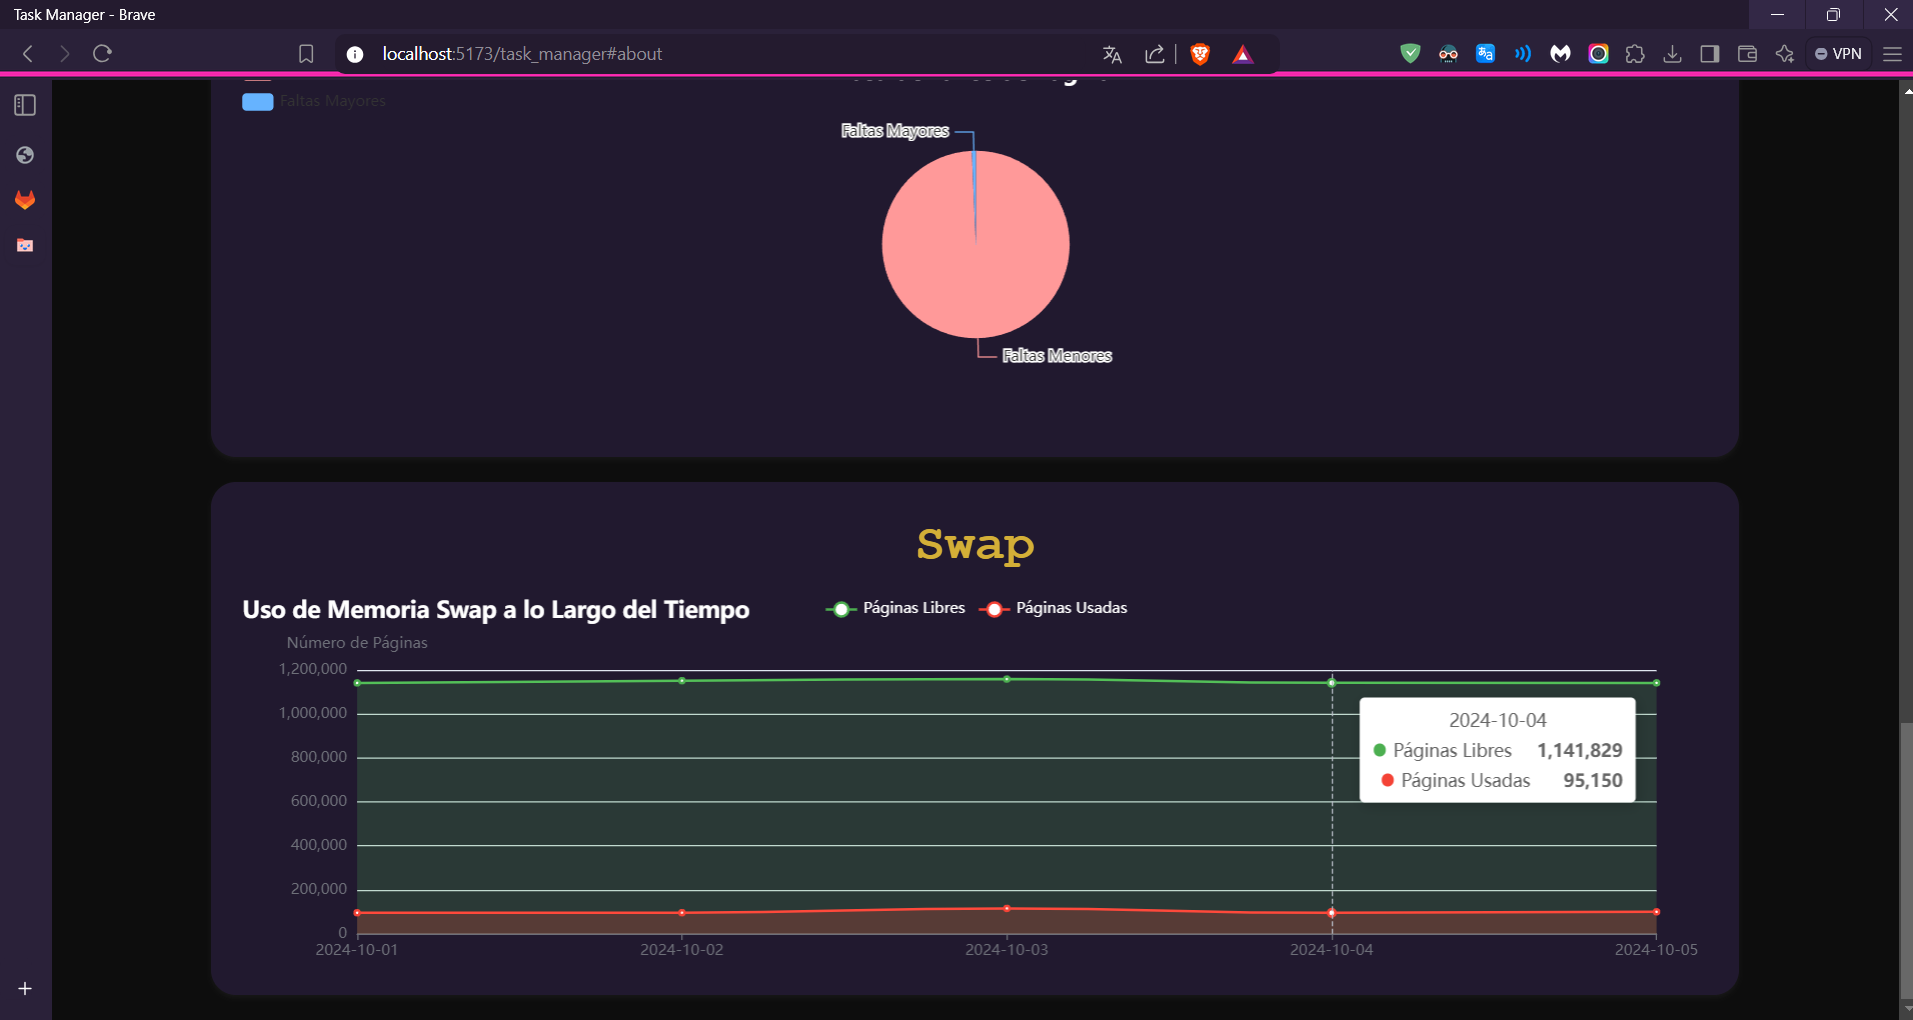 Task Manager - Brave
localhost:5173/task_manager#about
VPN
Faltas Mayores
Faltas Mayores
Faltas Menores
Swap
Uso de Memoria Swap a lo Largo del Tiempo
Páginas Libres
Páginas Usadas
Número de Páginas
1,200,000
1,000,000
800,000
600,000
400,000
200,000
0
2024-10-04
Páginas Libres 1,141,829
Páginas Usadas 95,150
2024-10-01
2024-10-02
2024-10-03
2024-10-04
2024-10-05